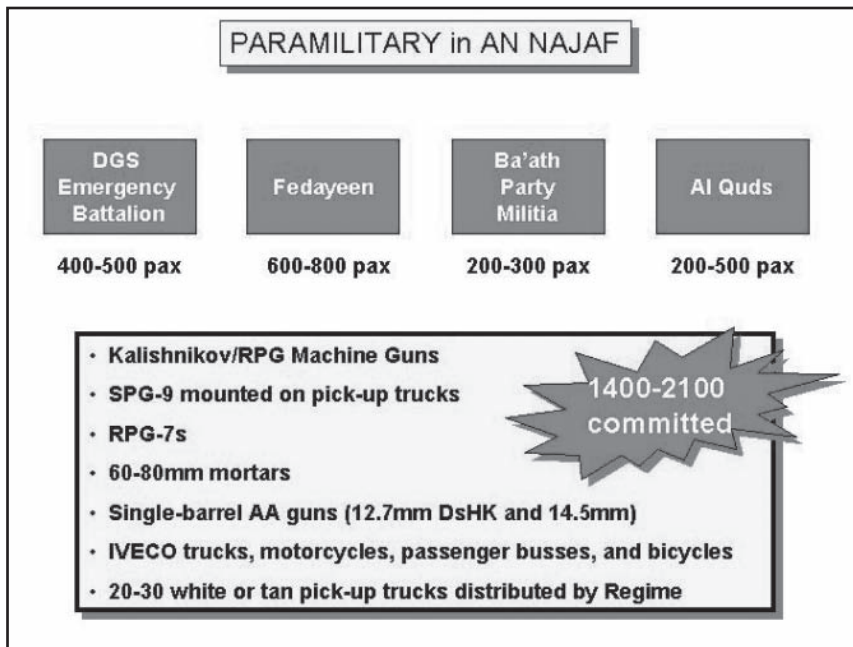 PARAMILITARY in AN NAJAF
DGS
Emergency
Battalion
400-500 pax
Fedayeen
600-800 pax
Ba'ath
Party
Militia
200-300 pax
Al Quds
200-500 pax
· Kalishnikov/RPG Machine Guns
· SPG-9 mounted on pick-up trucks
· RPG-7s
· 60-80mm mortars
· Single-barrel AA guns (12.7mm DsHK and 14.5mm)
· IVECO trucks, motorcycles, passenger busses, and bicycles
· 20-30 white or tan pick-up trucks distributed by Regime
1400-2100
committed